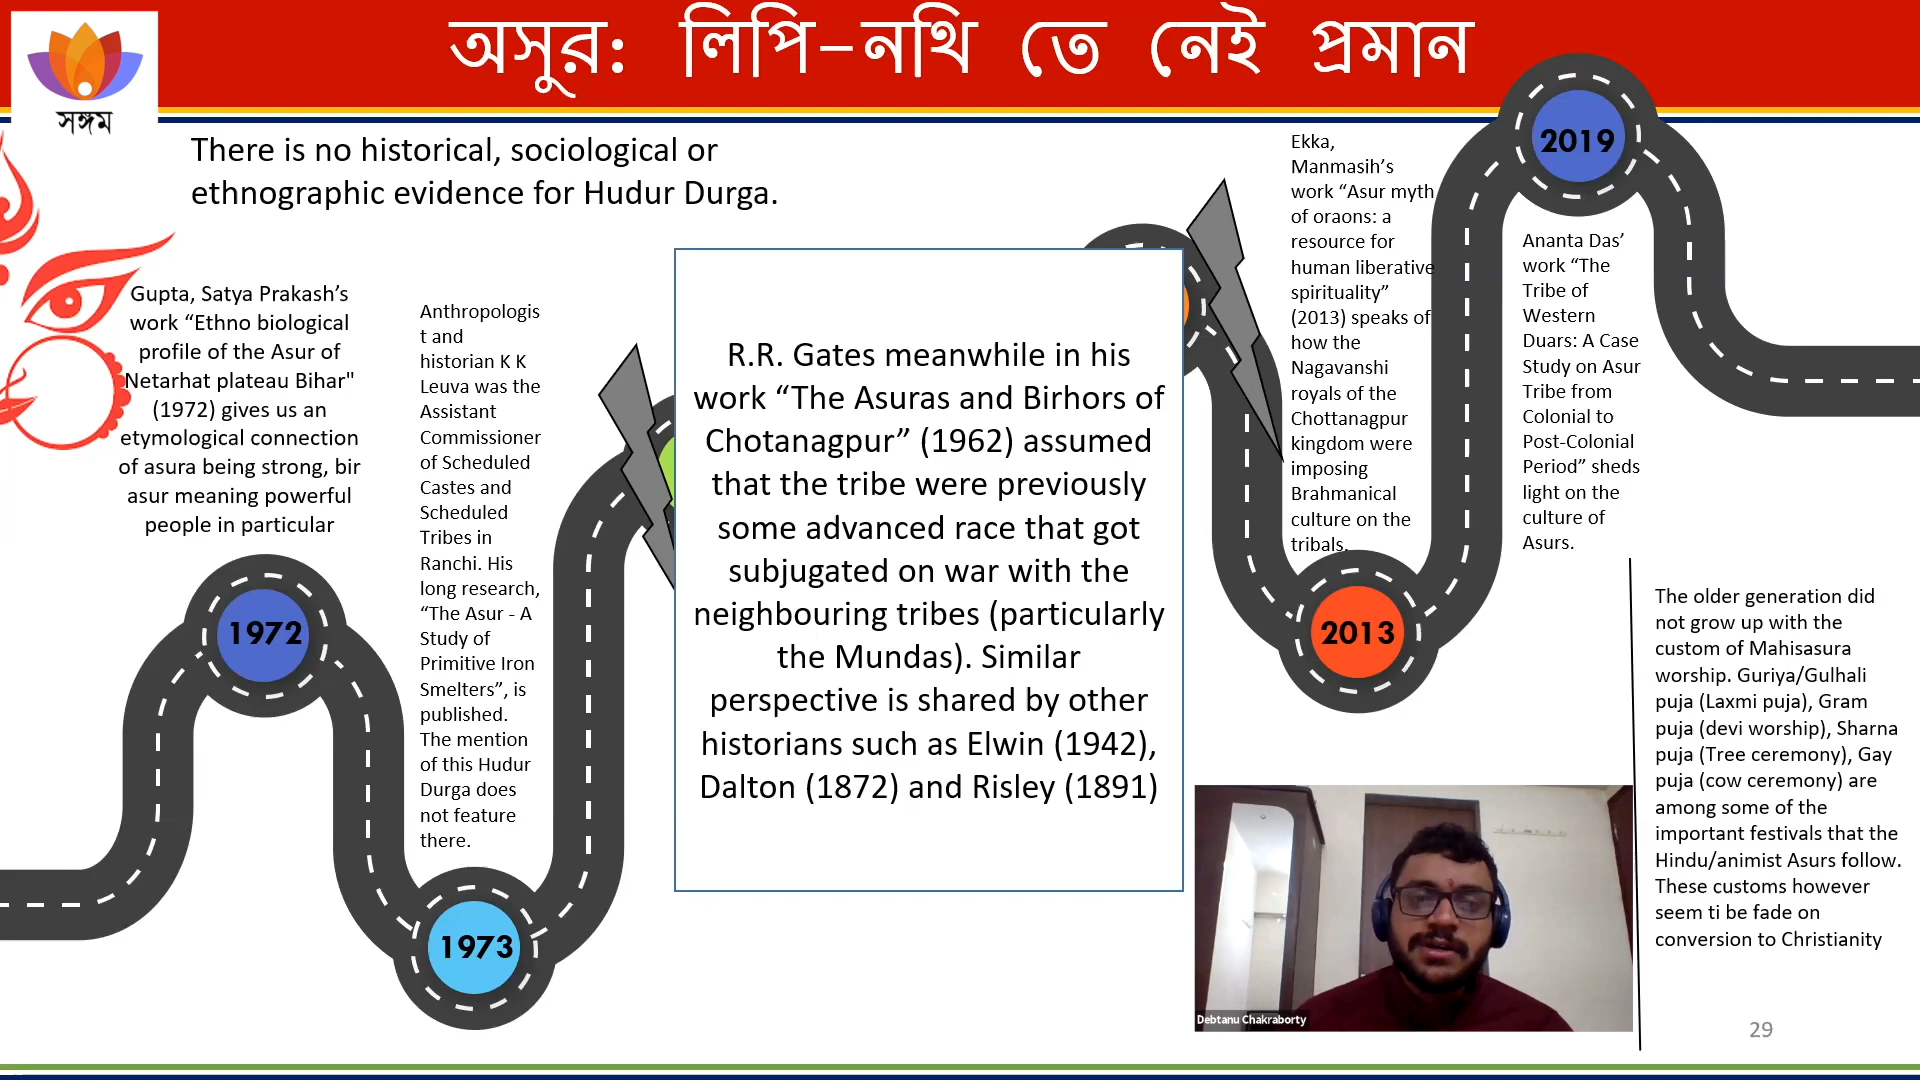 অসুর: লিপি-নথি তে নেই প্রমান
সঙ্গম
There is no historical, sociological or
ethnographic evidence for Hudur Durga.
Gupta, Satya Prakash’s
work “Ethno biological
profile of the Asur of
Netarhat plateau Bihar"
(1972) gives us an
etymological connection
of asura being strong, bir
asur meaning powerful
people in particular
1972
Anthropologis
t and
historian K K
Leuva was the
Assistant
Commissioner
of Scheduled
Castes and
Scheduled
Tribes in
Ranchi. His
long research,
“The Asur - A
Study of
Primitive Iron
Smelters”, is
published.
The mention
of this Hudur
Durga does
not feature
there.
1973
R.R. Gates meanwhile in his
work “The Asuras and Birhors of
Chotanagpur” (1962) assumed
that the tribe were previously
some advanced race that got
subjugated on war with the
neighbouring tribes (particularly
the Mundas). Similar
perspective is shared by other
historians such as Elwin (1942),
Dalton (1872) and Risley (1891)
Ekka,
Manmasih’s
work “Asur myth
of oraons: a
resource for
human liberative
spirituality”
(2013) speaks of
how the
Nagavanshi
royals of the
Chottanagpur
kingdom were
imposing
Brahmanical
culture on the
tribals.
2013
2019
Ananta Das’
work “The
Tribe of
Western
Duars: A Case
Study on Asur
Tribe from
Colonial to
Post-Colonial
Period” sheds
light on the
culture of
Asurs.
The older generation did
not grow up with the
custom of Mahisasura
worship. Guriya/Gulhali
puja (Laxmi puja), Gram
puja (devi worship), Sharna
puja (Tree ceremony), Gay
puja (cow ceremony) are
among some of the
important festivals that the
Hindu/animist Asurs follow.
These customs however
seem ti be fade on
conversion to Christianity
Debtanu Chakraborty
29